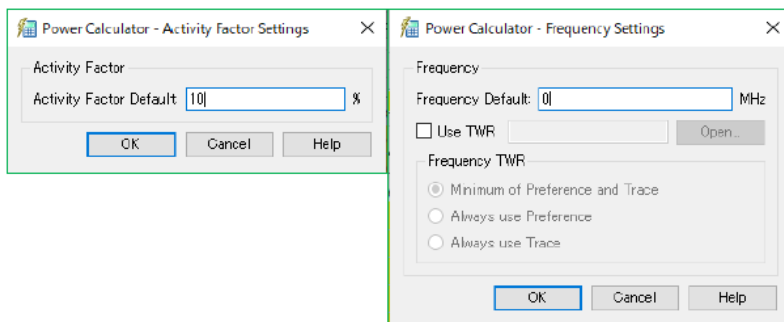 Power Calculator - Activity Factor Settings
Activity Factor
Activity Factor Default: 10 %
OK Cancel Help
Power Calculator - Frequency Settings
Frequency
Frequency Default: 0 MHz
Use TWR Open...
Frequency TWR
Minimum of Preference and Trace
Always use Preference
Always use Trace
OK Cancel Help